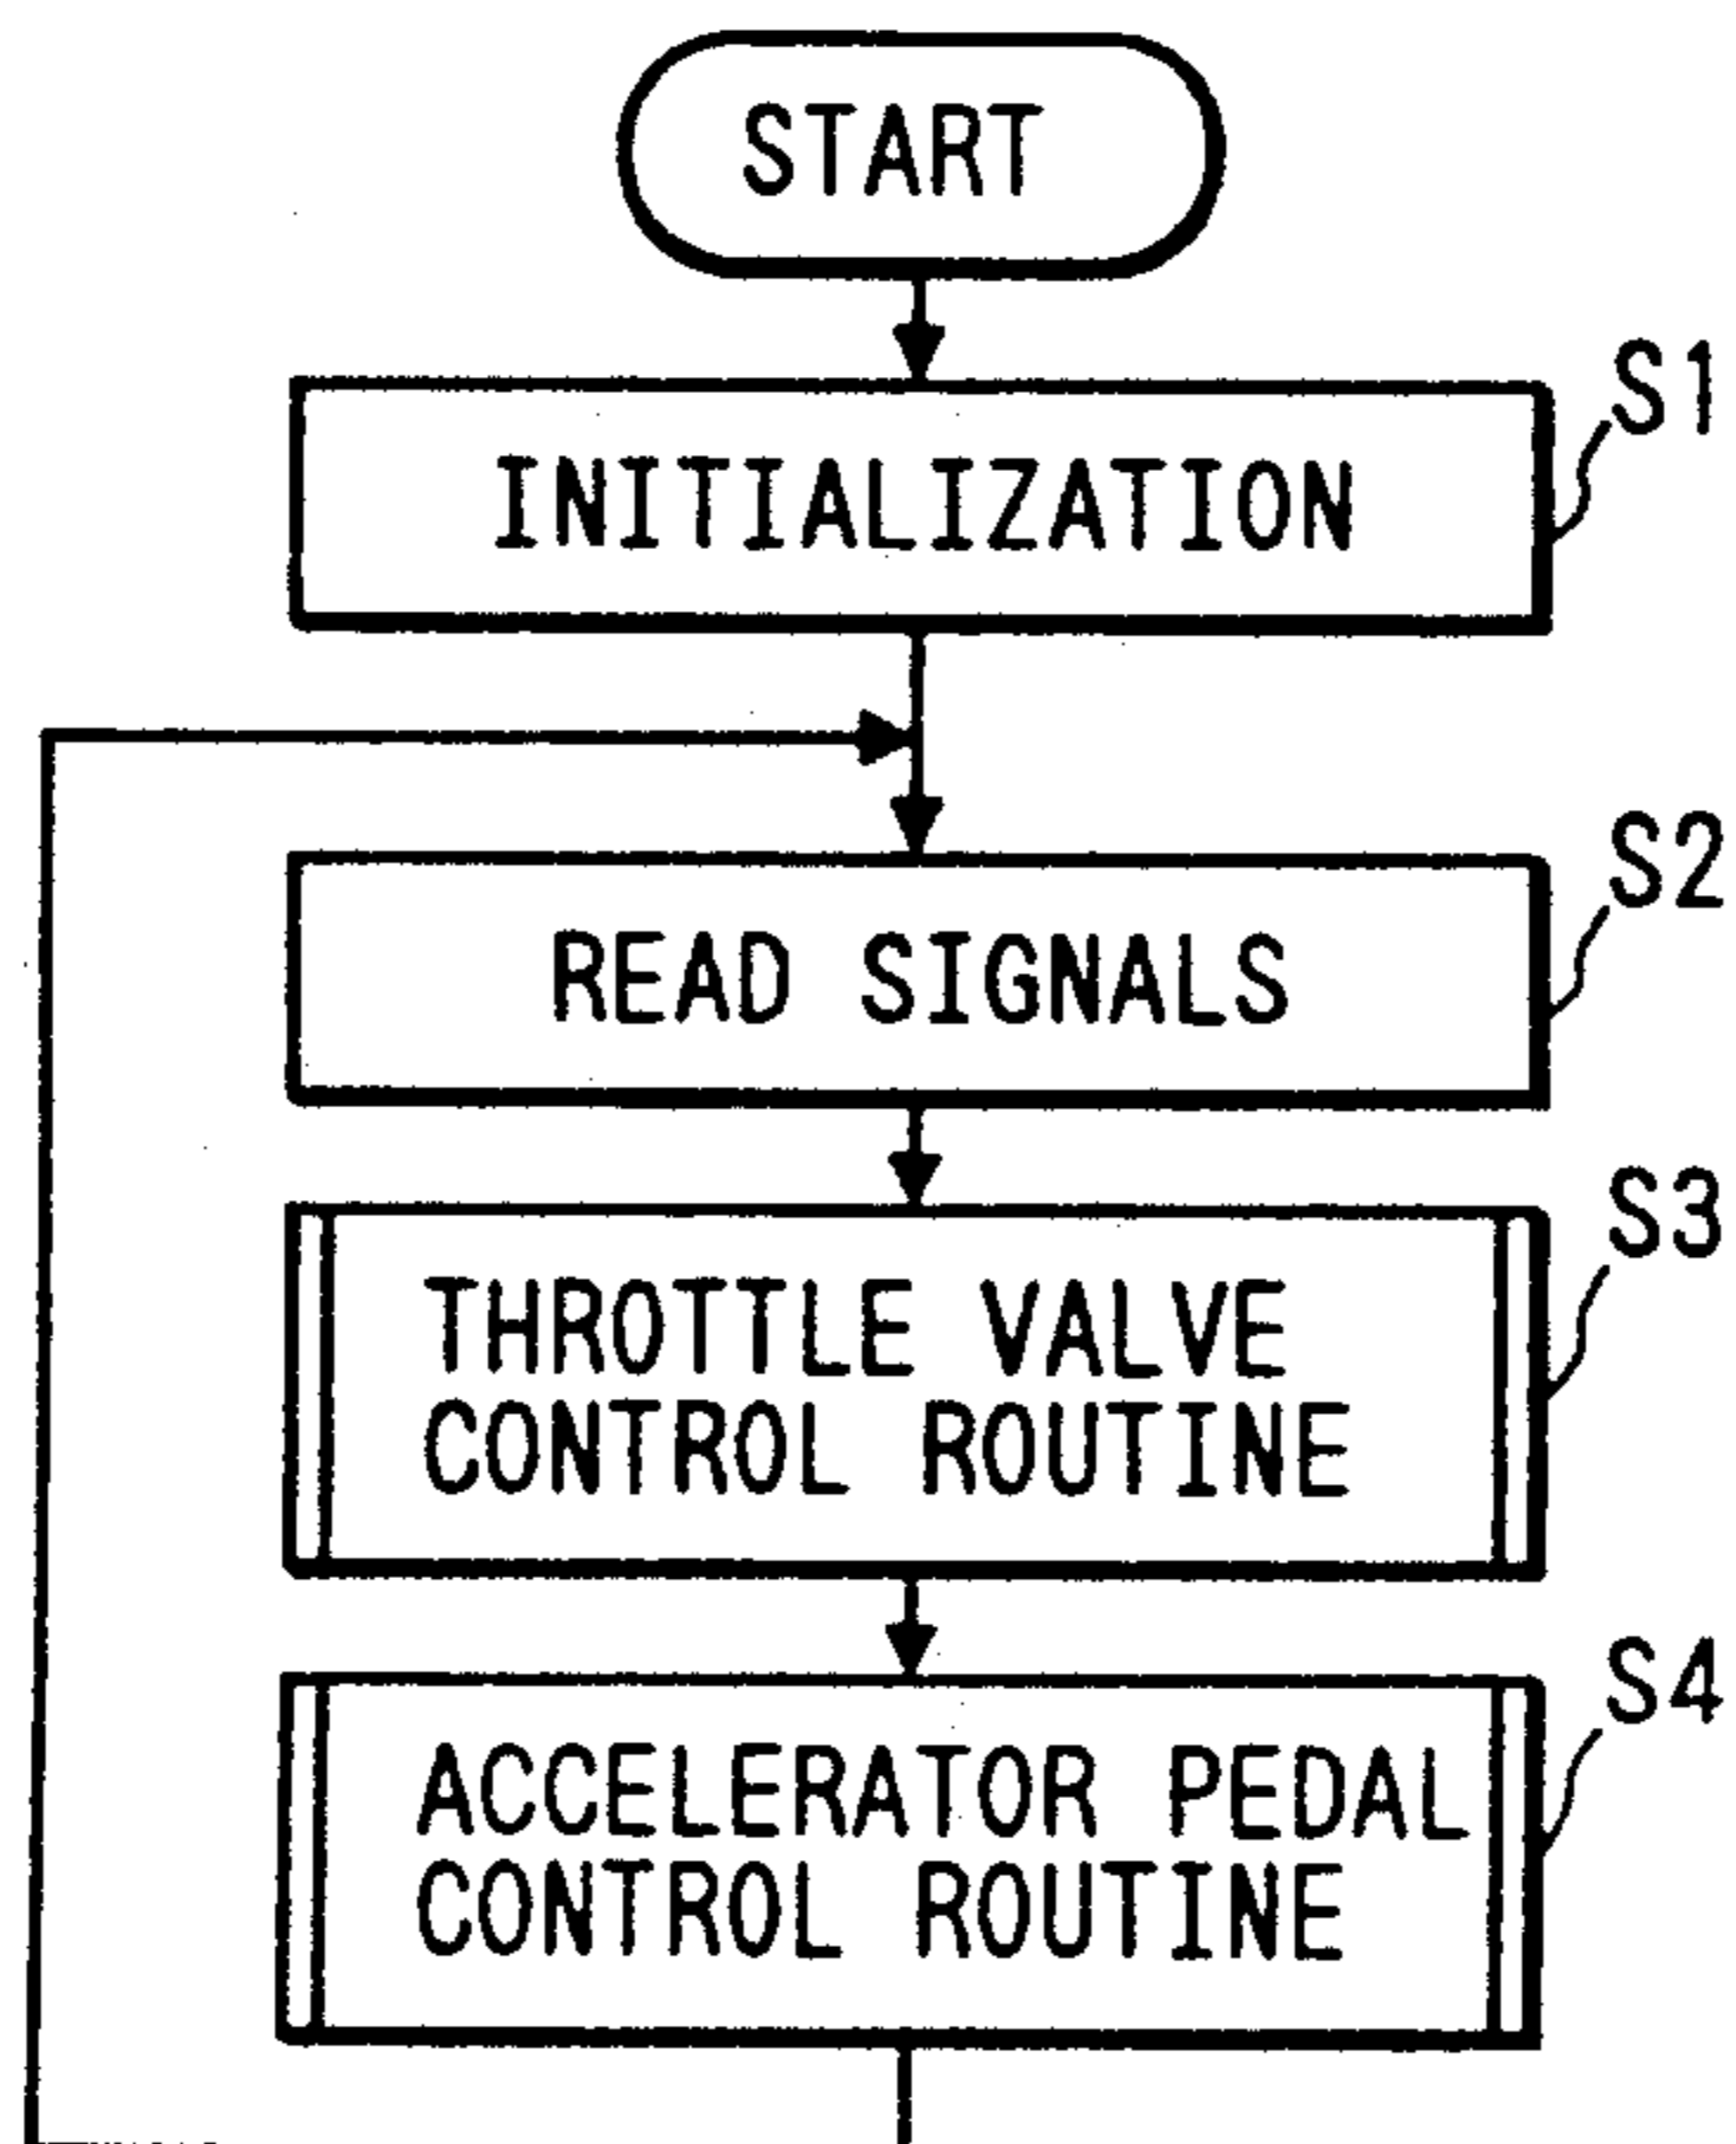 START
S1
INITIALIZATION
S2
READ SIGNALS
S3
THROTTLE VALVE
CONTROL ROUTINE
S4
ACCELERATOR PEDAL
CONTROL ROUTINE